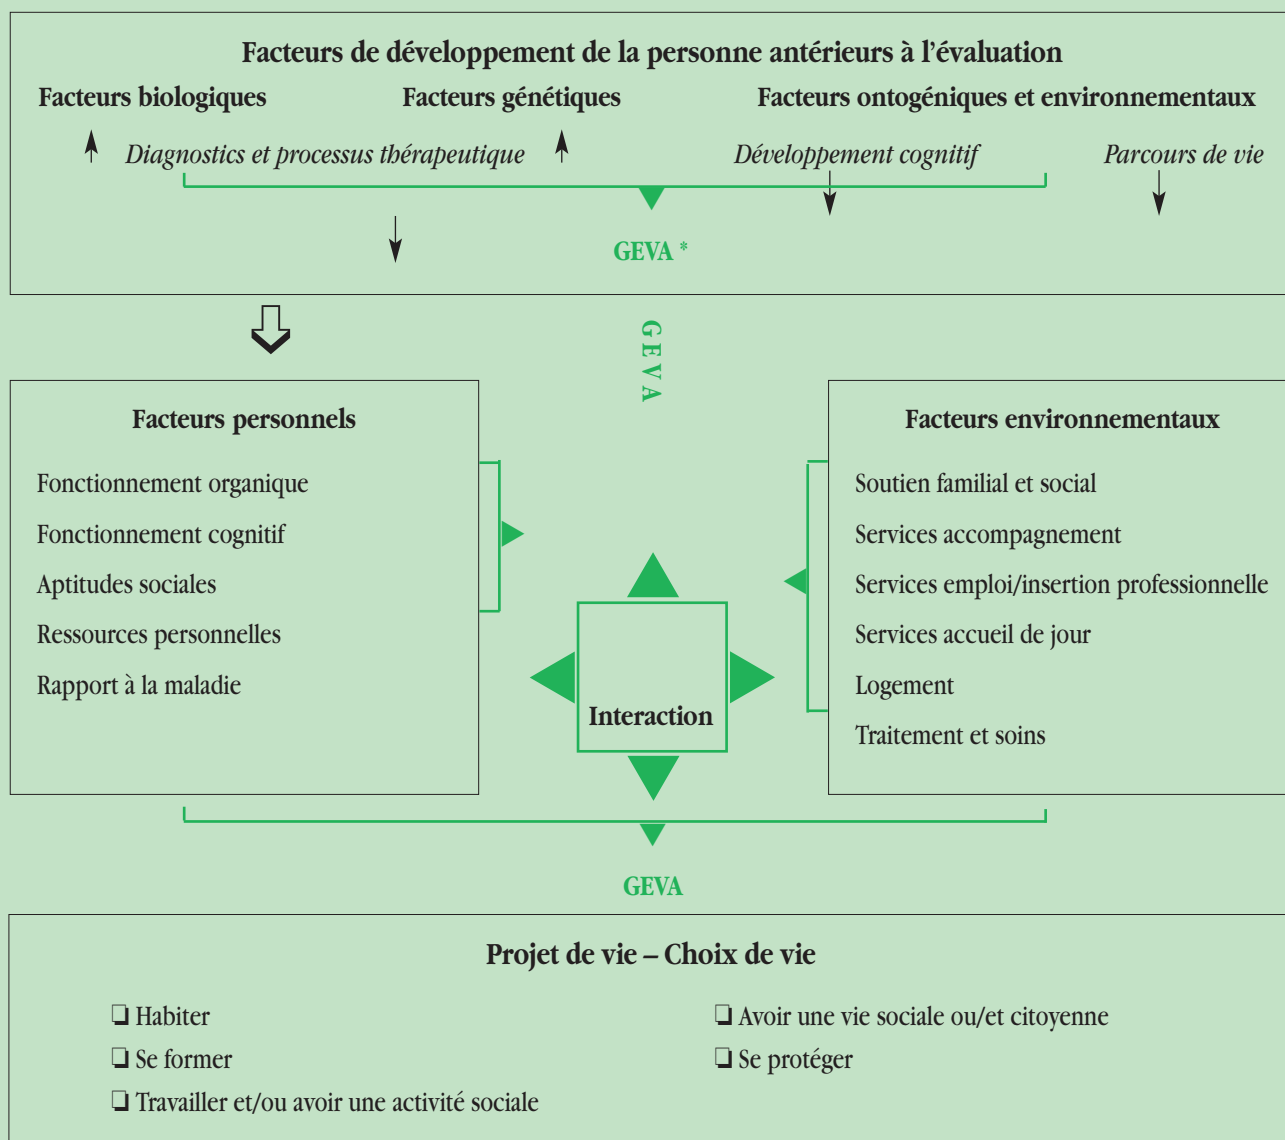 Facteurs de développement de la personne antérieurs à l’évaluation
Facteurs biologiques Facteurs génétiques Facteurs ontogéniques et environnementaux
Diagnostics et processus thérapeutique Développement cognitif Parcours de vie
GEVA *
GEVA
Facteurs personnels
Fonctionnement organique
Fonctionnement cognitif
Aptitudes sociales
Ressources personnelles
Rapport à la maladie
Interaction
Facteurs environnementaux
Soutien familial et social
Services accompagnement
Services emploi/insertion professionnelle
Services accueil de jour
Logement
Traitement et soins
GEVA
Projet de vie – Choix de vie
❏ Habiter
❏ Se former
❏ Travailler et/ou avoir une activité sociale
❏ Avoir une vie sociale ou/et citoyenne
❏ Se protéger